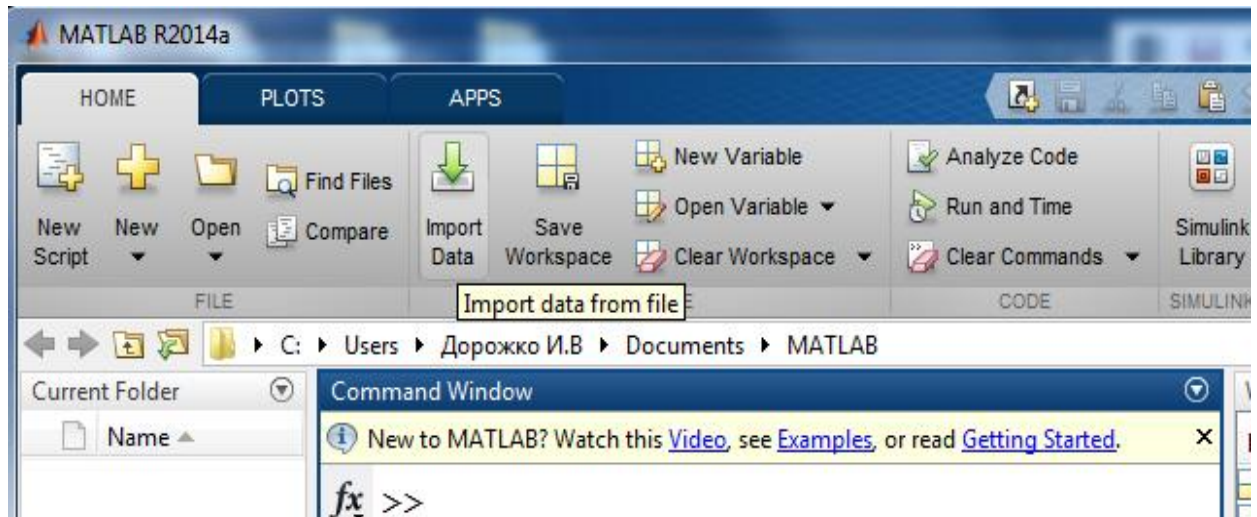 MATLAB R2014a
HOME PLOTS APPS
New Script
New
Open
Find Files
Compare
Import Data
Save Workspace
New Variable
Open Variable
Clear Workspace
Analyze Code
Run and Time
Clear Commands
Simulink Library
FILE
Import data from file
CODE
SIMULINK
C: Users Дорожко И.В Documents MATLAB
Current Folder
Name
Command Window
New to MATLAB? Watch this Video, see Examples, or read Getting Started.
fx >>